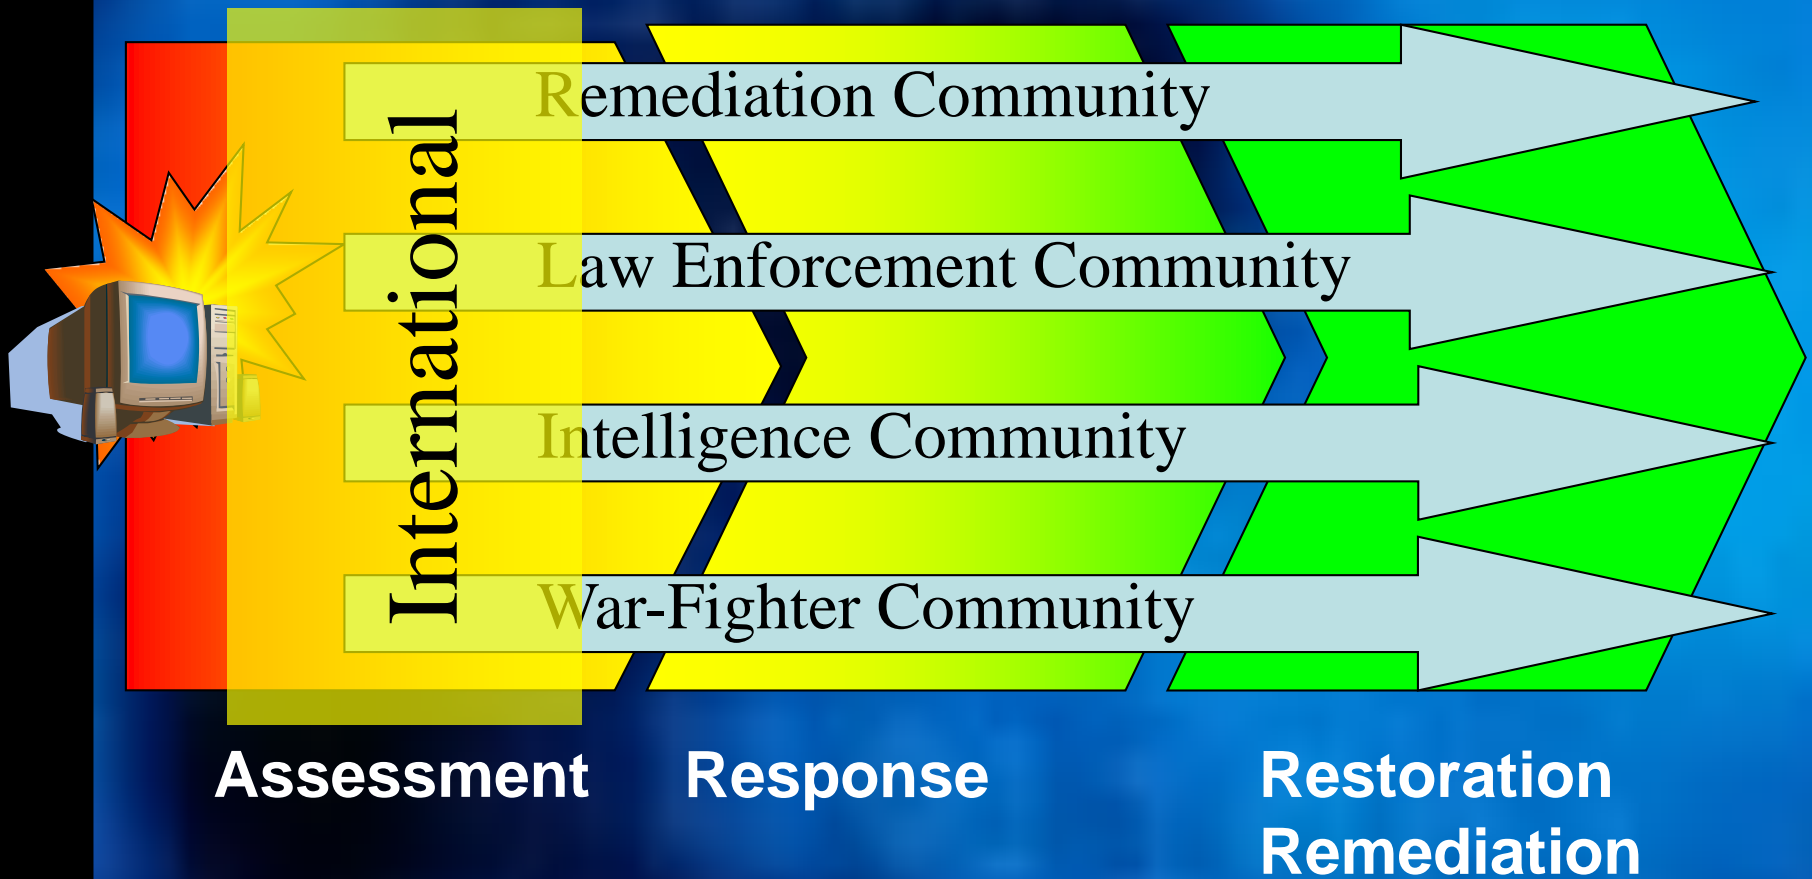 International
Remediation Community
Law Enforcement Community
Intelligence Community
War-Fighter Community
Assessment
Response
Restoration
Remediation